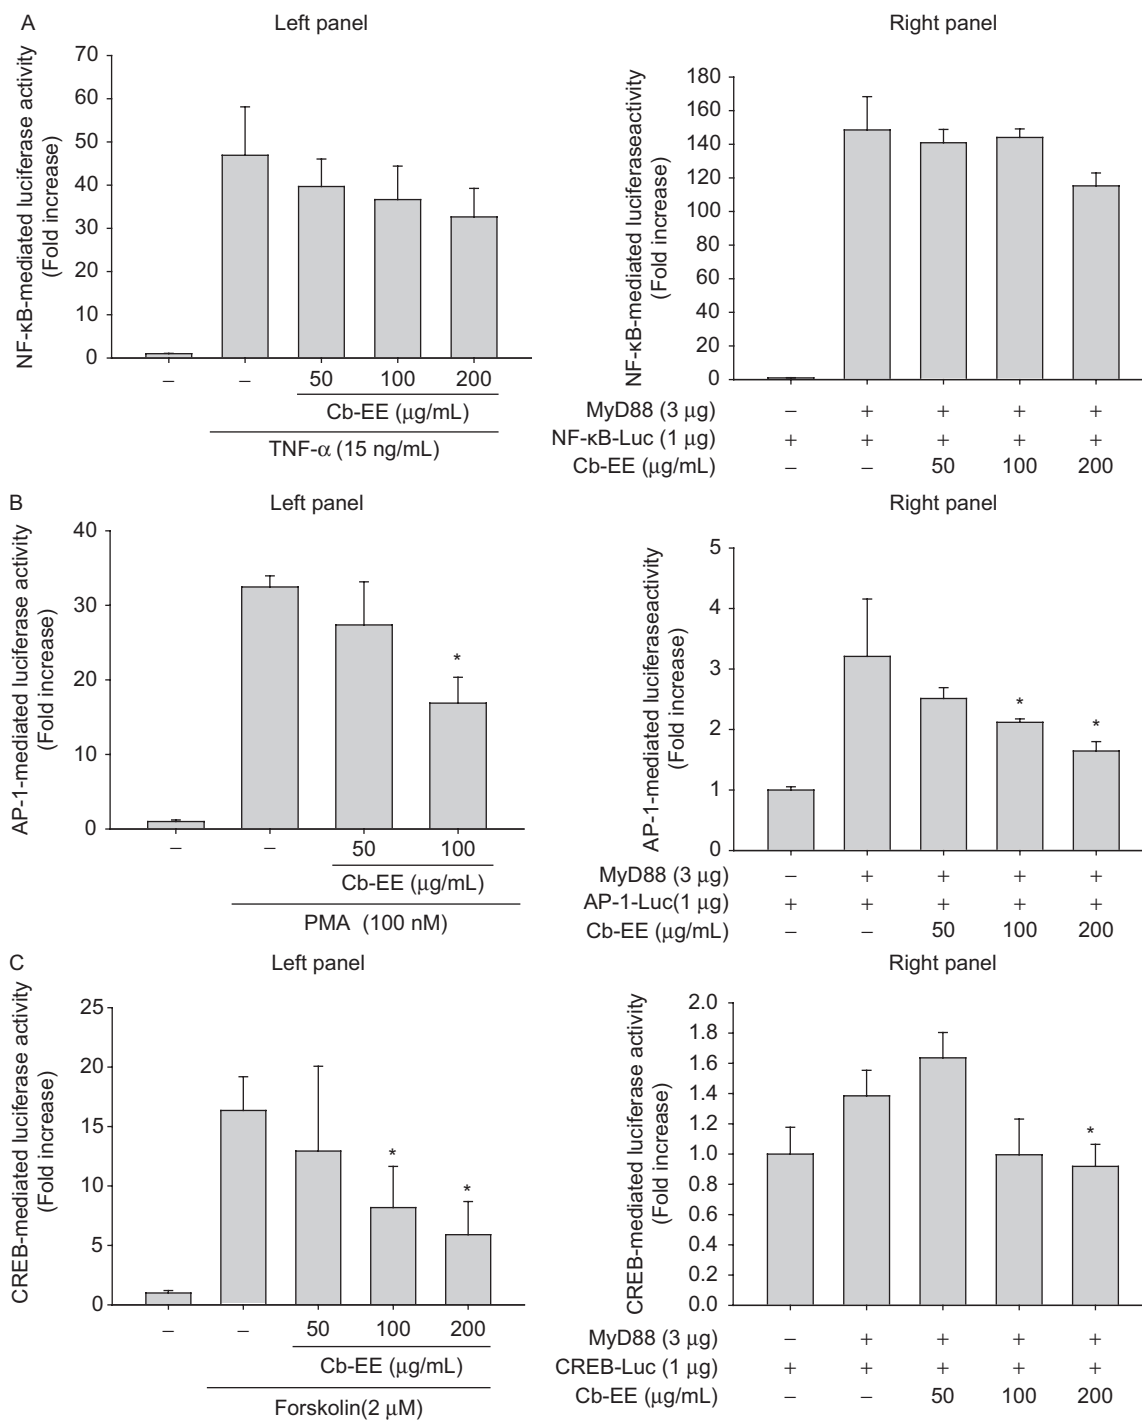 A
Left panel
Right panel
NF-κB-mediated luciferase activity
(Fold increase)
70
60
50
40
30
20
10
0
– – 50 100 200
Cb-EE (μg/mL)
TNF-α (15 ng/mL)
NF-κB-mediated luciferaseactivity
(Fold increase)
180
160
140
120
100
80
60
40
20
0
MyD88 (3 μg) – + + + +
NF-κB-Luc (1 μg) + + + + +
Cb-EE (μg/mL) – – 50 100 200
B
Left panel
Right panel
AP-1-mediated luciferase activity
(Fold increase)
40
30
20
10
0
*
– – 50 100
Cb-EE (μg/mL)
PMA (100 nM)
AP-1-mediated luciferaseactivity
(Fold increase)
5
4
3
2
1
0
* *
MyD88 (3 μg) – + + + +
AP-1-Luc(1 μg) + + + + +
Cb-EE (μg/mL) – – 50 100 200
C
Left panel
Right panel
CREB-mediated luciferase activity
(Fold increase)
25
20
15
10
5
0
* *
– – 50 100 200
Cb-EE (μg/mL)
Forskolin(2 μM)
CREB-mediated luciferase activity
(Fold increase)
2.0
1.8
1.6
1.4
1.2
1.0
0.8
0.6
0.4
0.2
0.0
*
MyD88 (3 μg) – + + + +
CREB-Luc (1 μg) + + + + +
Cb-EE (μg/mL) – – 50 100 200